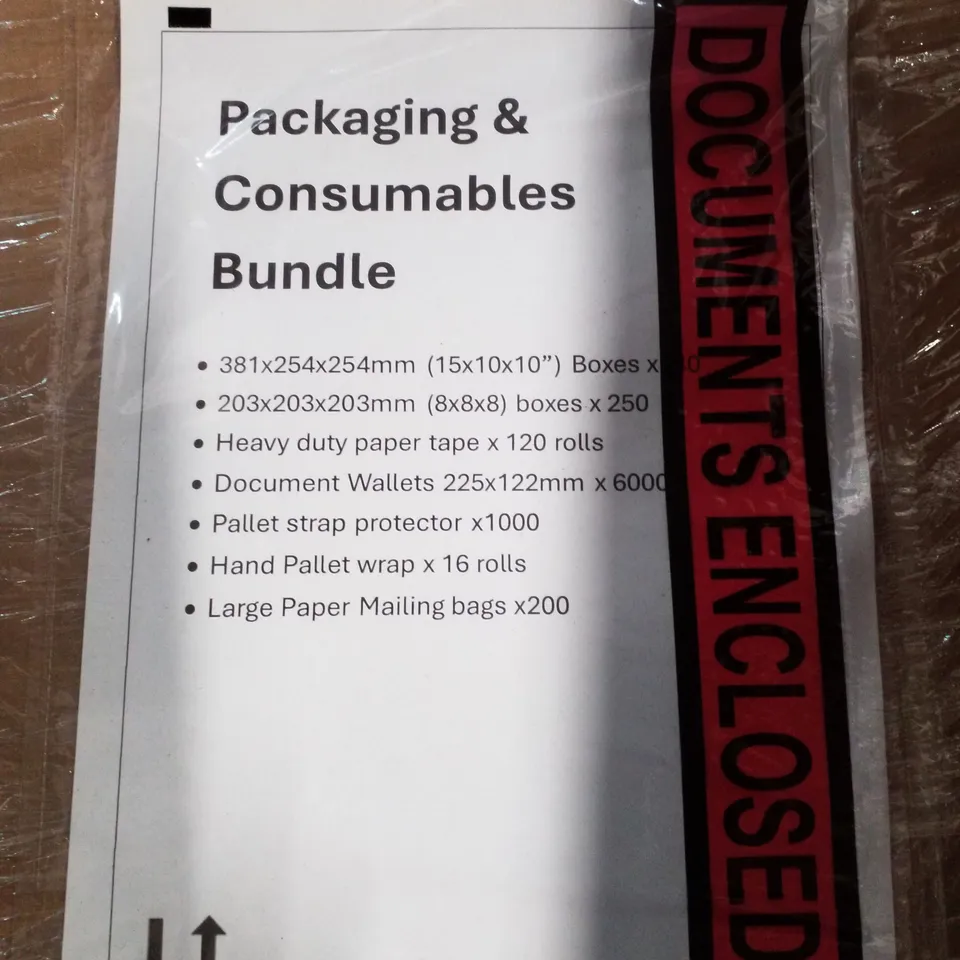 Packaging &
Consumables
Bundle
• 381x254x254mm (15x10x10”) Boxes x
• 203x203x203mm (8x8x8) boxes x 250
• Heavy duty paper tape x 120 rolls
• Document Wallets 225x122mm x 6000
• Pallet strap protector x1000
• Hand Pallet wrap x 16 rolls
• Large Paper Mailing bags x200
DOCUMENTS ENCLOSED